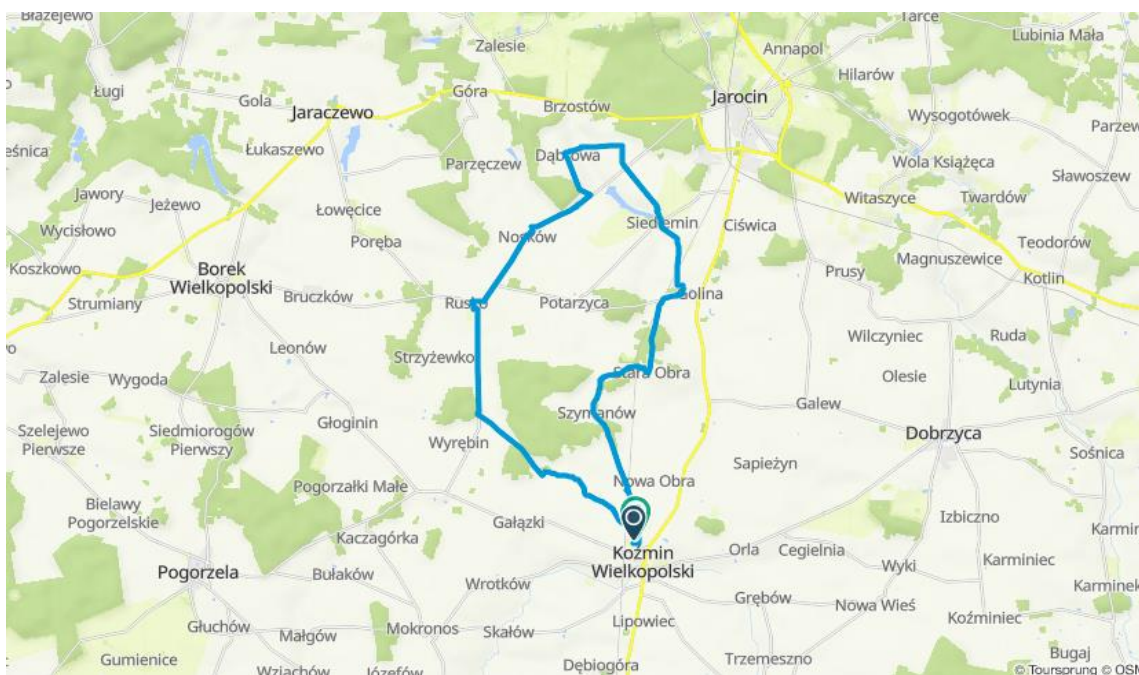 Błażejewo
Tarce
Lubinia Mała
Zalesie
Annapol
Ługi
Hilarów
Góra
Gola
Jaraczewo
Brzostów
Jarocin
Wysogotówek
Łukaszewo
Parzęczew
Dąbrowa
Wola Książęca
Sławoszew
Jawory
Jeżewo
Łowęcice
Witaszyce
Twardów
Wycisłowo
Nosków
Siedlemin
Ciświca
Poręba
Teodorów
Koszkowo
Borek
Wielkopolski
Magnuszewice
Prusy
Kotlin
Strumiany
Bruczków
Rusko
Potarzyca
Golina
Wilczyniec
Ruda
Leonów
Strzyżewko
Zalesie
Wygoda
Stara Obra
Olesie
Lutynia
Głoginin
Szymanów
Galew
Szelejewo
Pierwsze
Siedmiorogów
Pierwszy
Wyrębin
Dobrzyca
Sośnica
Sapieżyn
Pogorzałki Małe
Nowa Obra
Bielawy
Pogorzelskie
Gałązki
Izbiczno
Kaczagórka
Koźmin
Wielkopolski
Orla
Cegielnia
Pogorzela
Bułaków
Wrotków
Wyki
Karminiec
Karminek
Grębów
Nowa Wieś
Głuchów
Małgów
Mokronos
Skałów
Lipowiec
Koźminiec
Gumienice
Trzemeszno
Bugaj
Dębiogóra
© Toursprung © OSM